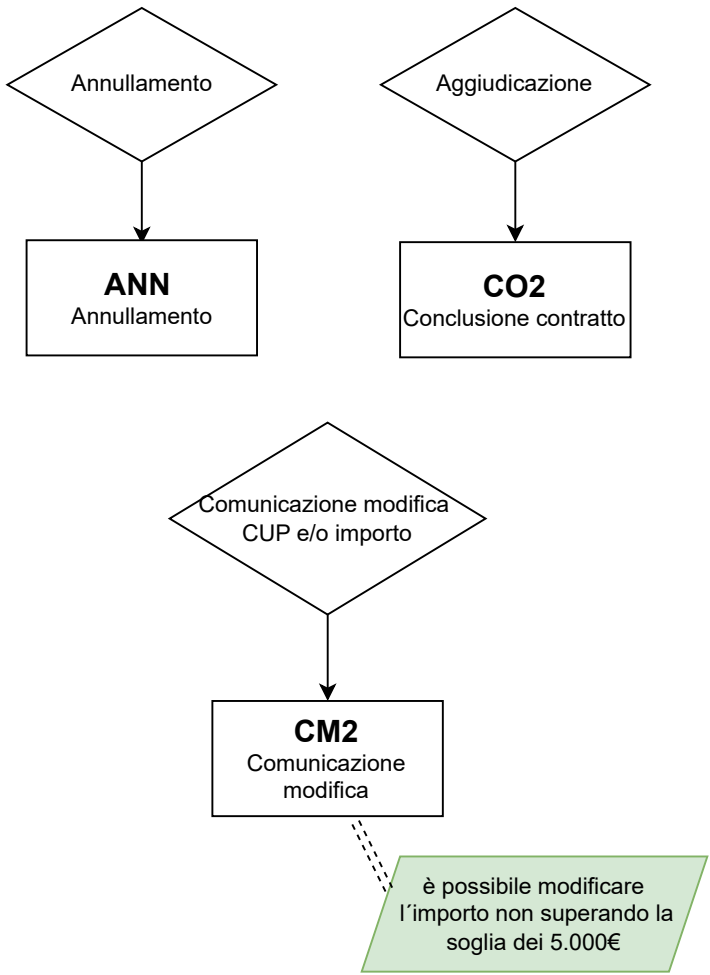 Annullamento
Aggiudicazione
ANN
Annullamento
CO2
Conclusione contratto
Comunicazione modifica
CUP e/o importo
CM2
Comunicazione
modifica
è possibile modificare
l´importo non superando la
soglia dei 5.000€